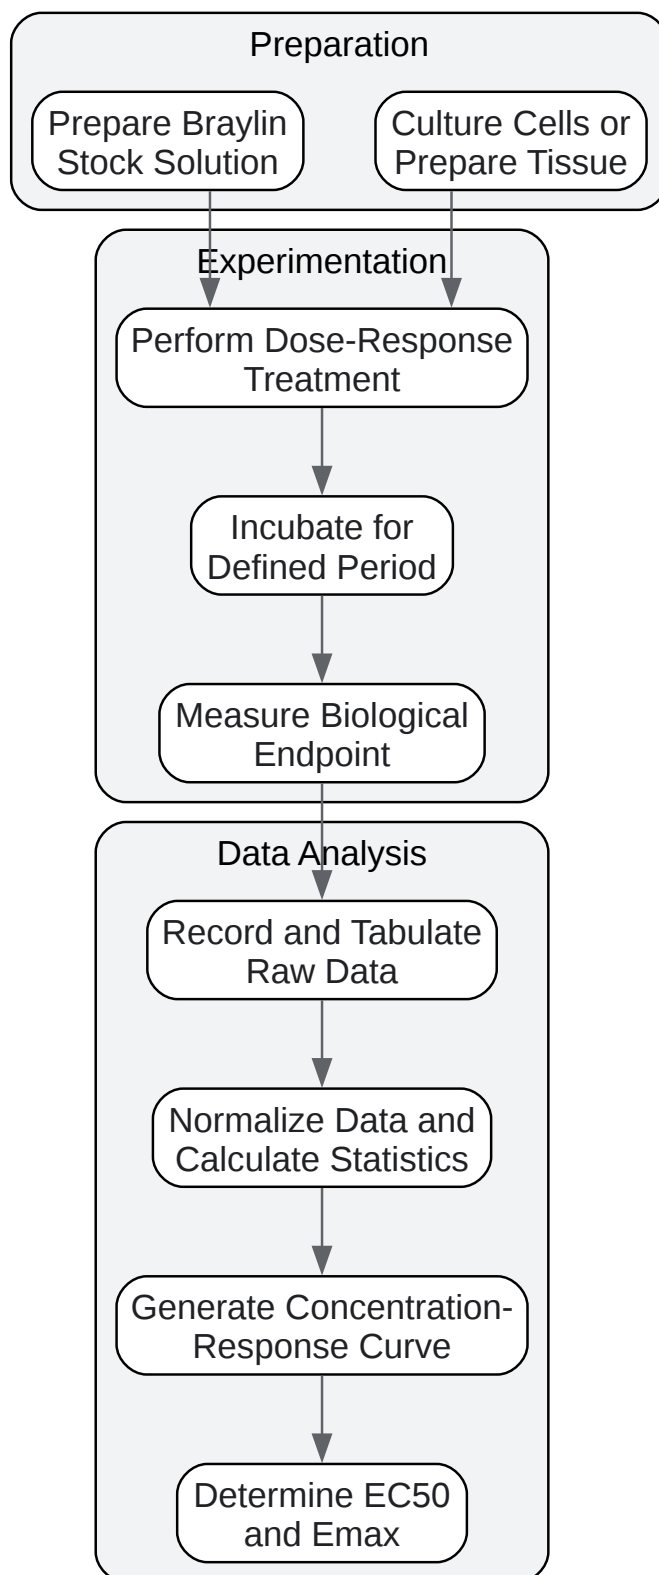 Preparation
Prepare Braylin
Stock Solution
Culture Cells or
Prepare Tissue
Experimentation
Perform Dose-Response
Treatment
Incubate for
Defined Period
Measure Biological
Endpoint
Data Analysis
Record and Tabulate
Raw Data
Normalize Data and
Calculate Statistics
Generate Concentration-
Response Curve
Determine EC50
and Emax